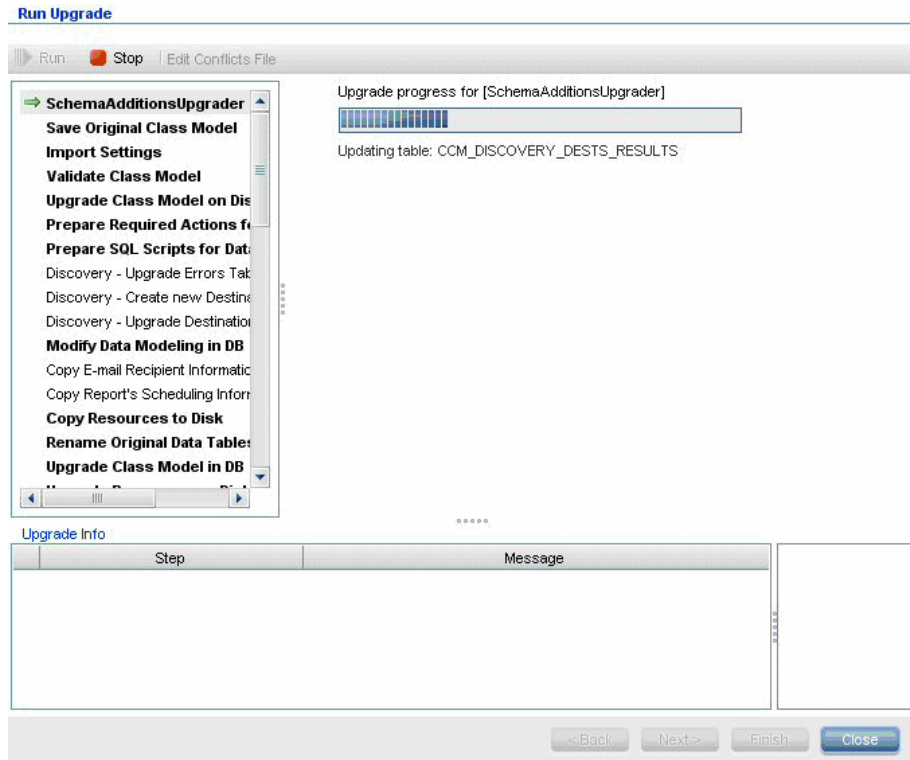 Run Upgrade
Run Stop Edit Conflicts File
SchemaAdditionsUpgrader
Save Original Class Model
Import Settings
Validate Class Model
Upgrade Class Model on Dis
Prepare Required Actions fo
Prepare SQL Scripts for Data
Discovery - Upgrade Errors Tab
Discovery - Create new Destina
Discovery - Upgrade Destination
Modify Data Modeling in DB
Copy E-mail Recipient Informatic
Copy Report's Scheduling Inforr
Copy Resources to Disk
Rename Original Data Tables
Upgrade Class Model in DB
Upgrade progress for [SchemaAdditionsUpgrader]
Updating table: CCM_DISCOVERY_DESTS_RESULTS
Upgrade Info
Step Message
< Back Next > Finish Close